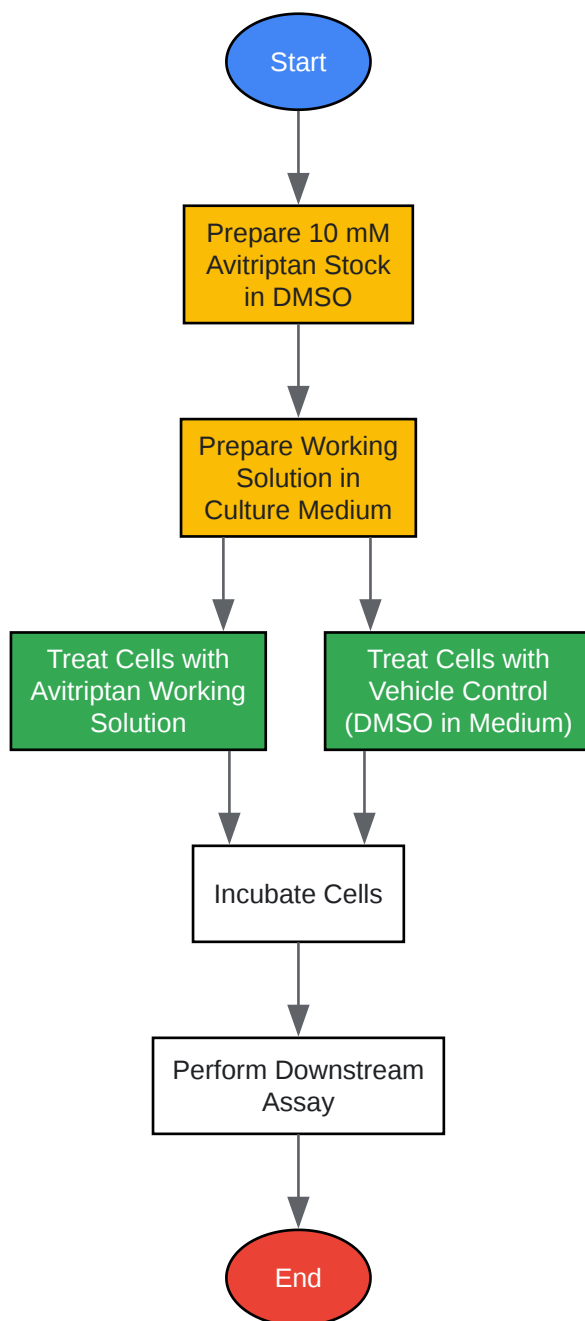 Start
Prepare 10 mM
Avitriptan Stock
in DMSO
Prepare Working
Solution in
Culture Medium
Treat Cells with
Avitriptan Working
Solution
Treat Cells with
Vehicle Control
(DMSO in Medium)
Incubate Cells
Perform Downstream
Assay
End